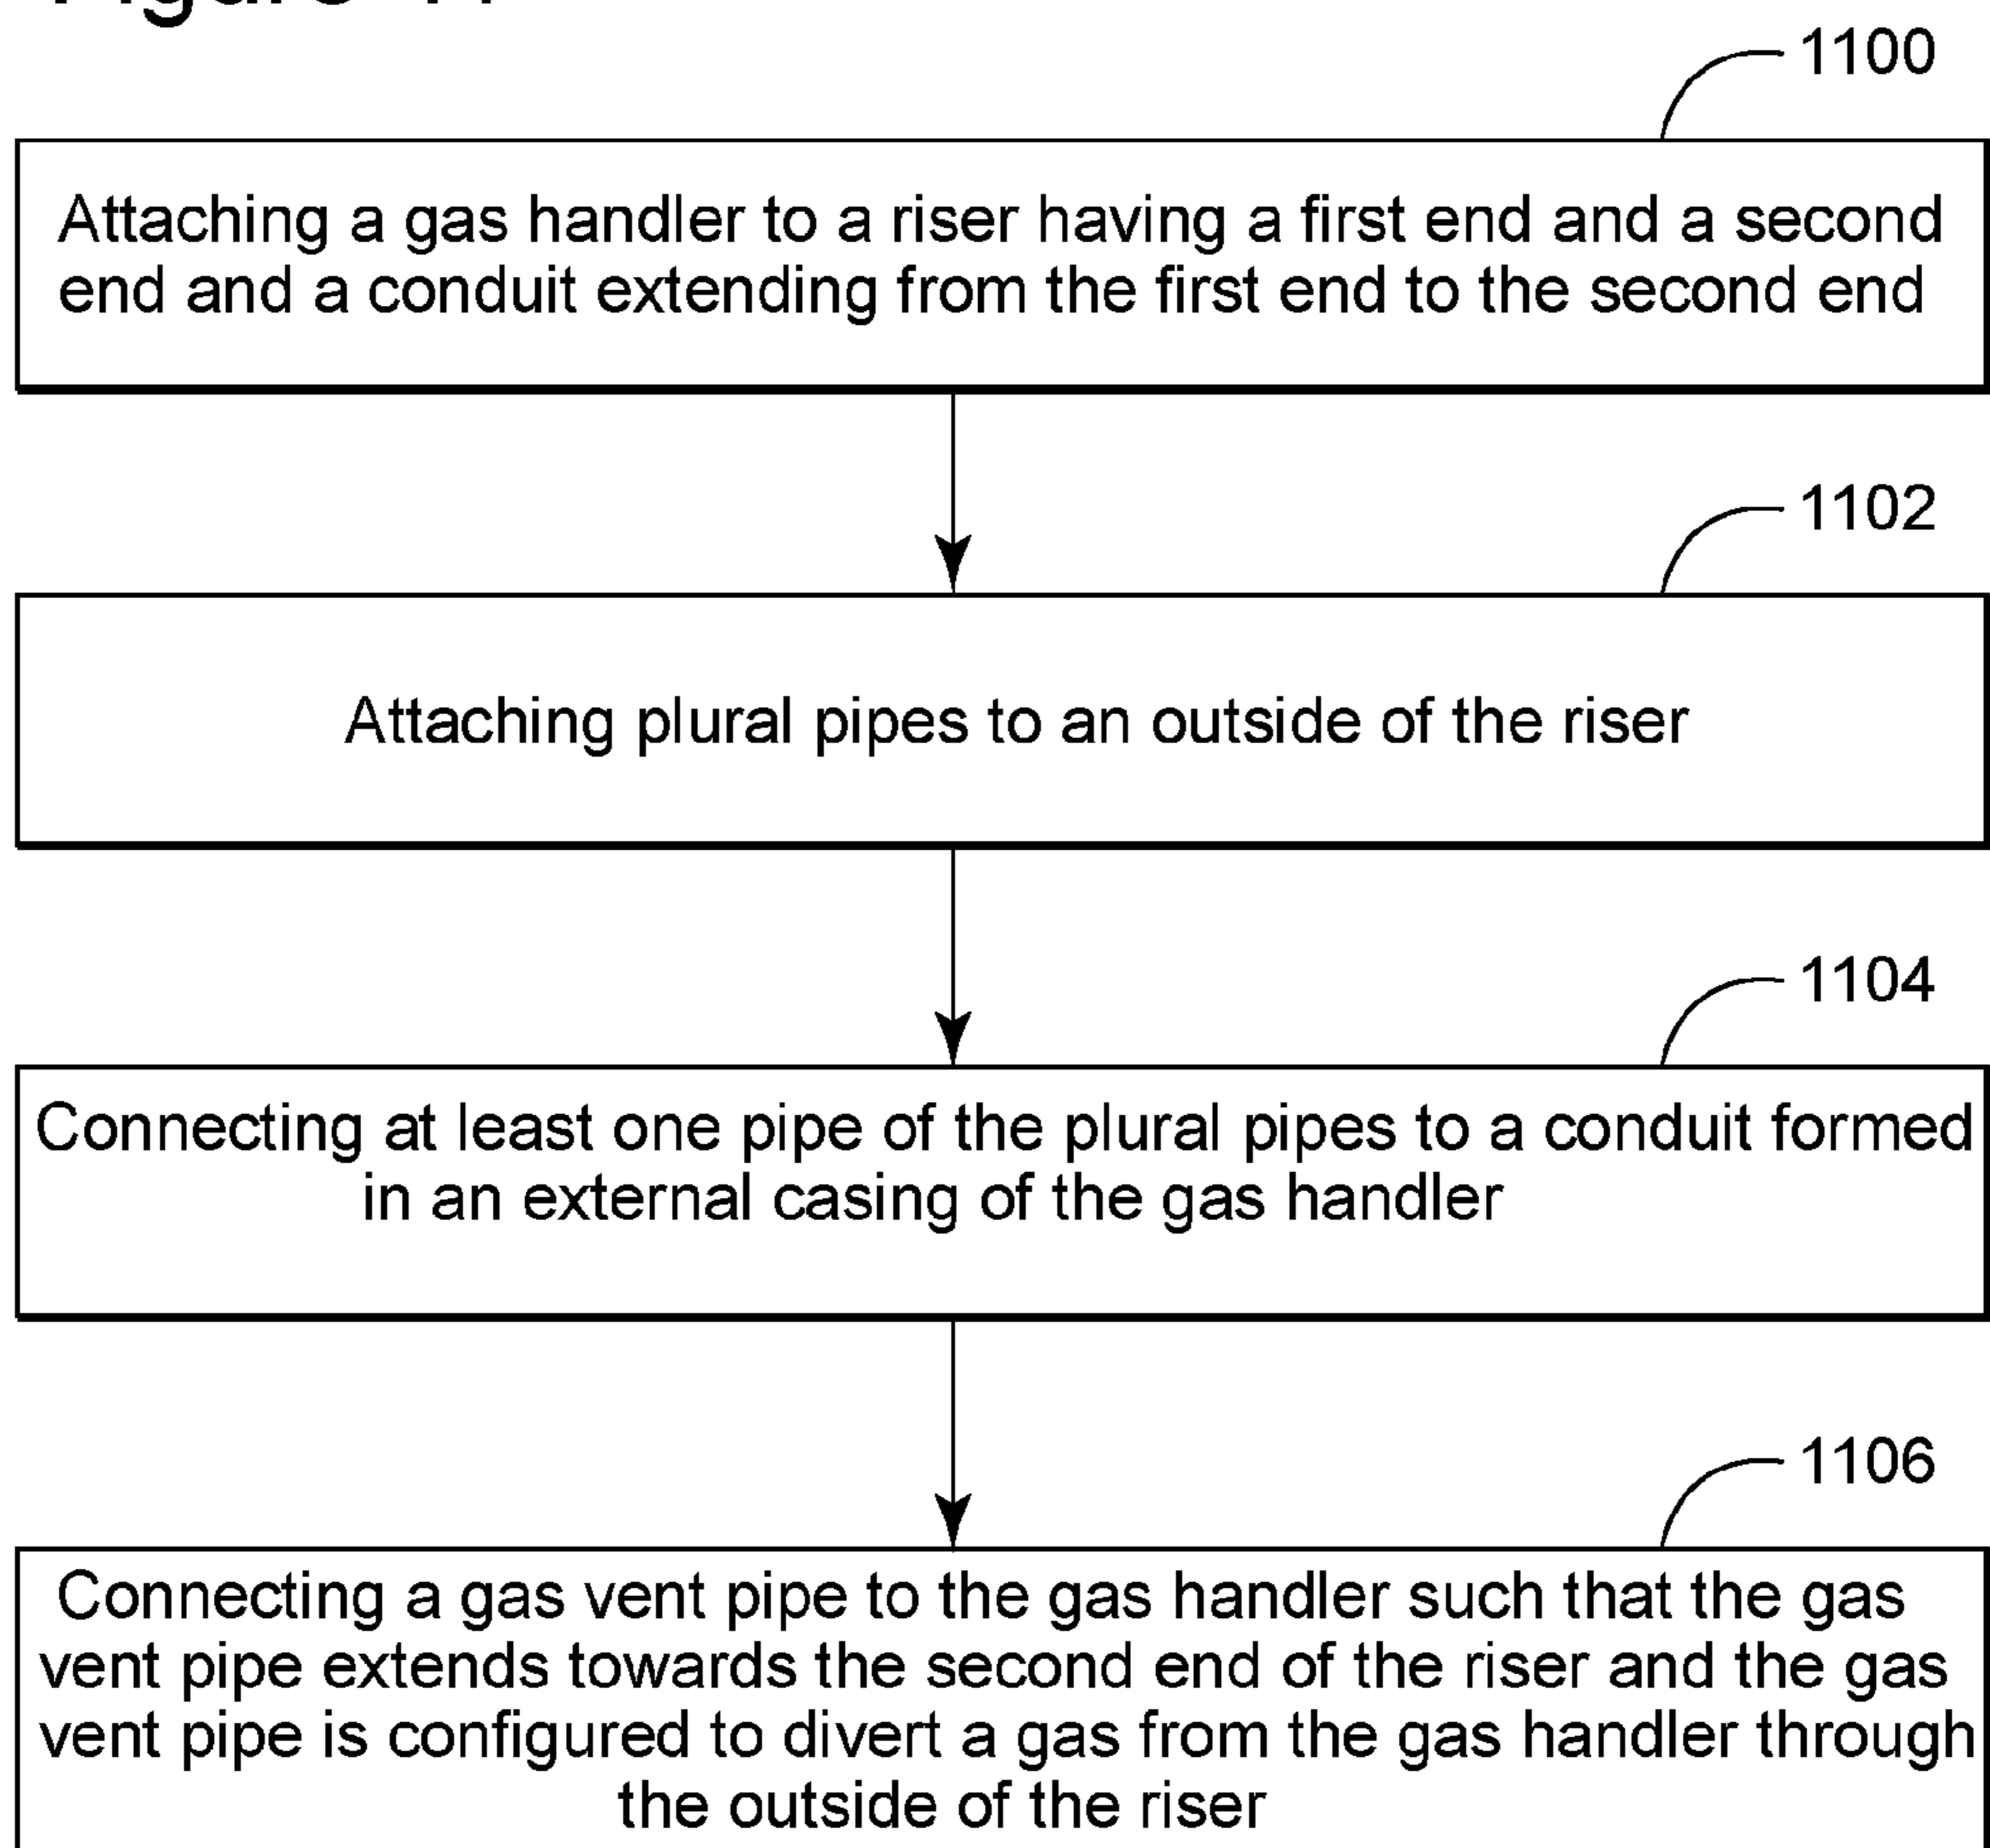 Figure 11
1100
Attaching a gas handler to a riser having a first end and a second
end and a conduit extending from the first end to the second end
1102
Attaching plural pipes to an outside of the riser
1104
Connecting at least one pipe of the plural pipes to a conduit formed
in an external casing of the gas handler
1106
Connecting a gas vent pipe to the gas handler such that the gas
vent pipe extends towards the second end of the riser and the gas
vent pipe is configured to divert a gas from the gas handler through
the outside of the riser